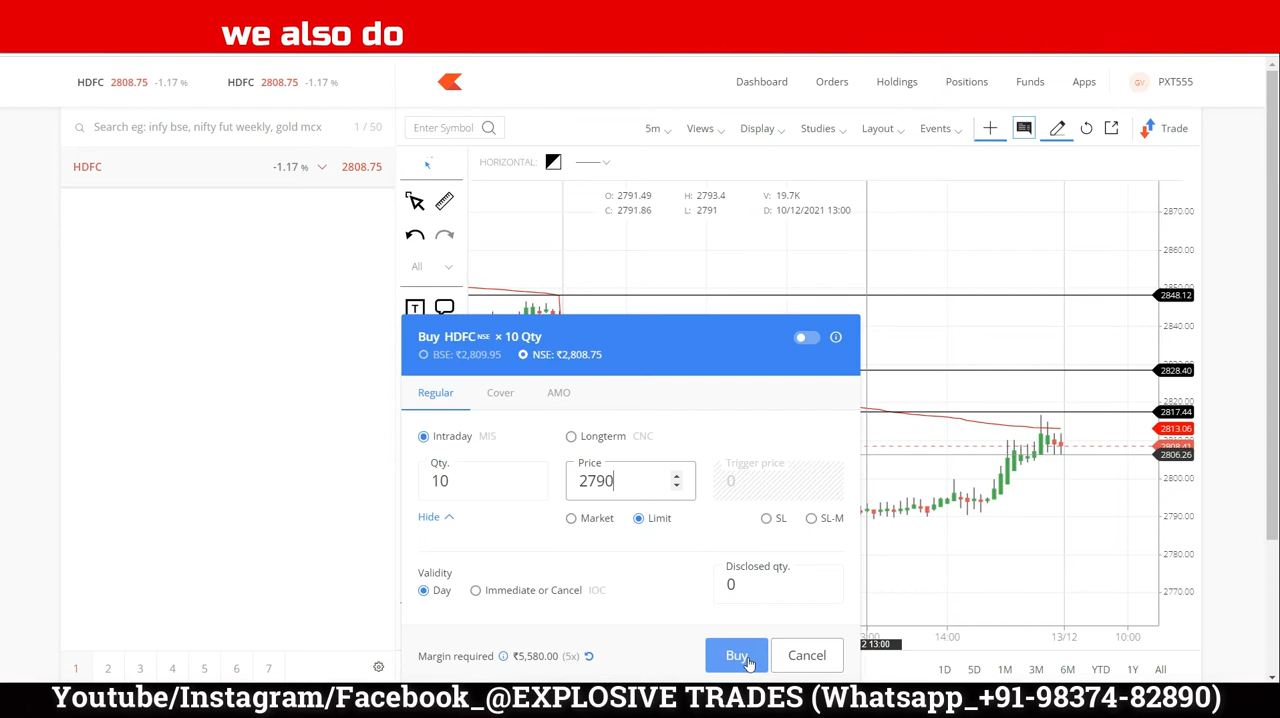 we also do
HDFC 2808.75 -1.17 % HDFC 2808.75 -1.17 %
Dashboard Orders Holdings Positions Funds Apps GV PXT555
Search eg: infy bse, nifty fut weekly, gold mcx 1 / 50
Enter Symbol 5m Views Display Studies Layout Events Trade
HDFC -1.17 % 2808.75
HORIZONTAL:
O: 2791.49 H: 2793.4 V: 19.7K
C: 2791.86 L: 2791 D: 10/12/2021 13:00
All
T
2870.00
2860.00
2848.12
2840.00
2828.40
2820.00
2817.44
2813.06
2806.26
2800.00
2790.00
2780.00
2770.00
Buy HDFC NSE × 10 Qty
BSE: ₹2,809.95 NSE: ₹2,808.75
Regular Cover AMO
Intraday MIS Longterm CNC
Qty. Price Trigger price
10 2790 0
Hide Market Limit SL SL-M
Validity Disclosed qty.
Day Immediate or Cancel IOC 0
Margin required ₹5,580.00 (5x) Buy Cancel
14:00 13/12 10:00
2 13:00
1D 5D 1M 3M 6M YTD 1Y All
1 2 3 4 5 6 7
Youtube/Instagram/Facebook_@EXPLOSIVE TRADES (Whatsapp_+91-98374-82890)